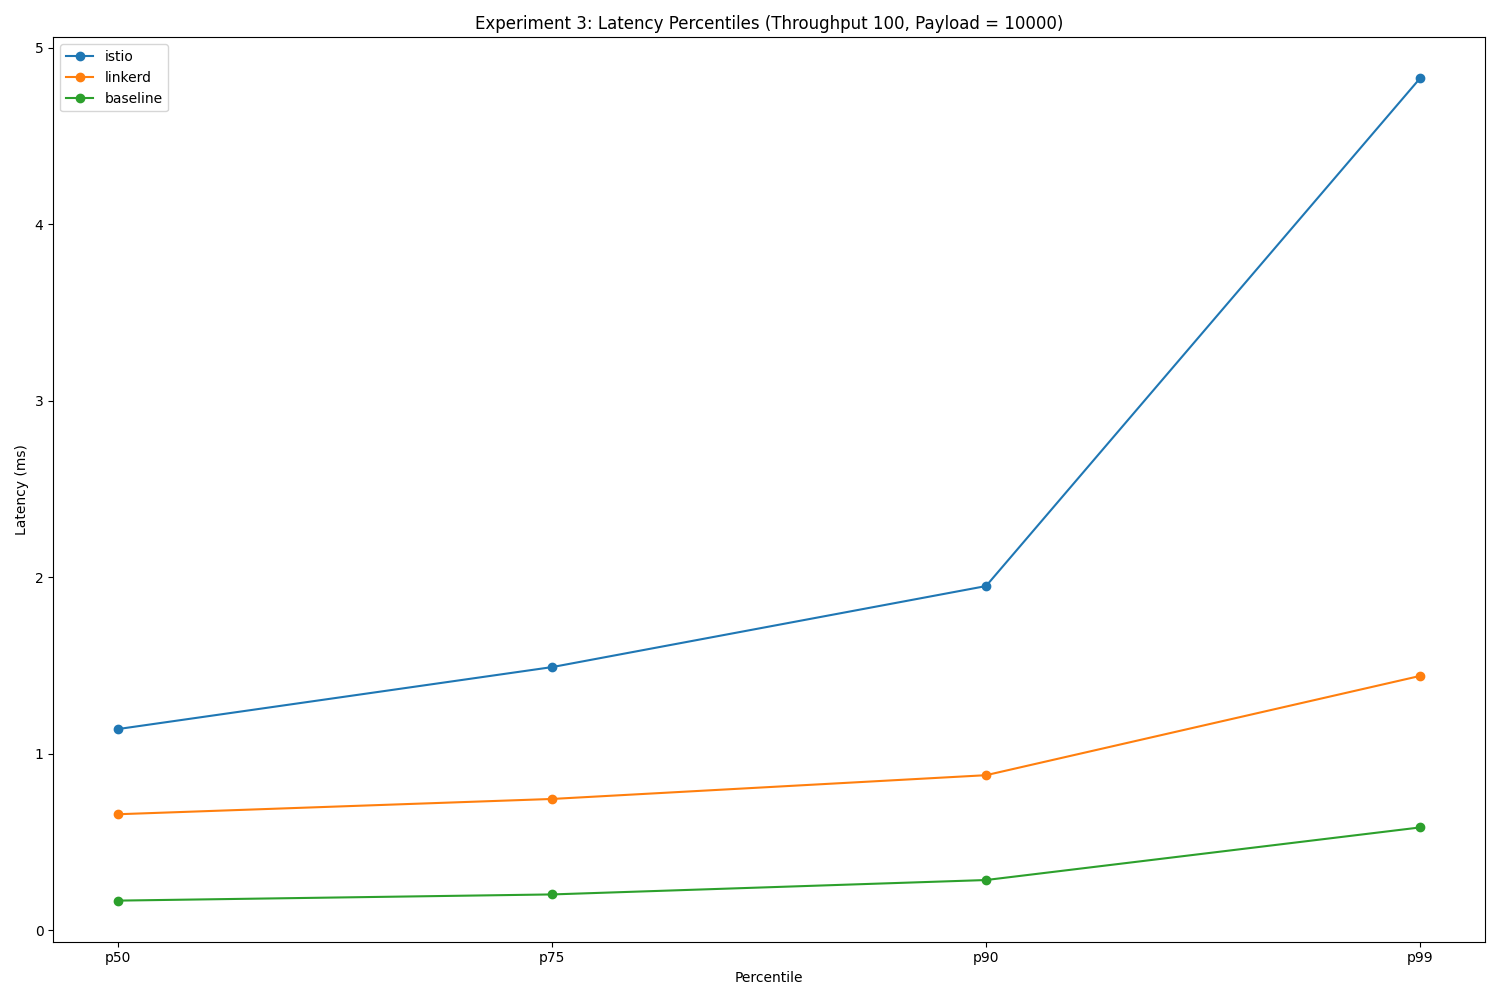 Experiment 3: Latency Percentiles (Throughput 100, Payload = 10000)
istio
linkerd
baseline
5
4
3
2
1
0
Latency (ms)
p50
p75
p90
p99
Percentile